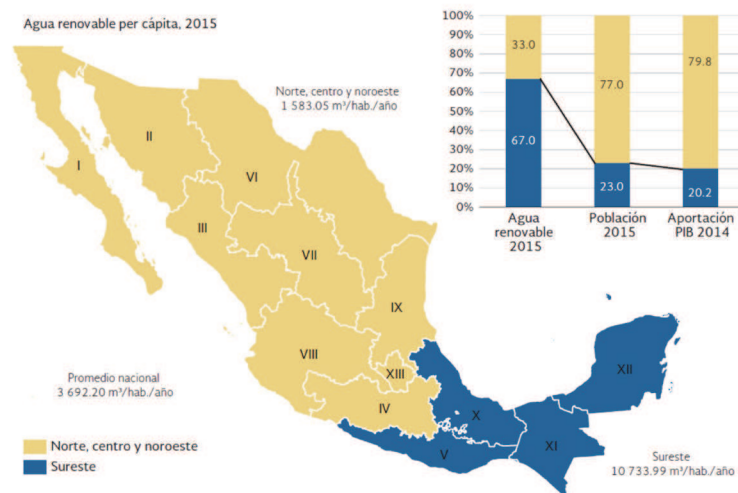 Agua renovable per cápita, 2015
Norte, centro y noroeste
1 583.05 m³/hab./año
I
II
VI
III
VII
IX
VIII
XIII
IV
X
V
XI
XII
Promedio nacional
3 692.20 m³/hab./año
Norte, centro y noroeste
Sureste
Sureste
10 733.99 m³/hab./año
100%
90%
80%
70%
60%
50%
40%
30%
20%
10%
0%
33.0
77.0
79.8
67.0
23.0
20.2
Agua
renovable
2015
Población
2015
Aportación
PIB 2014